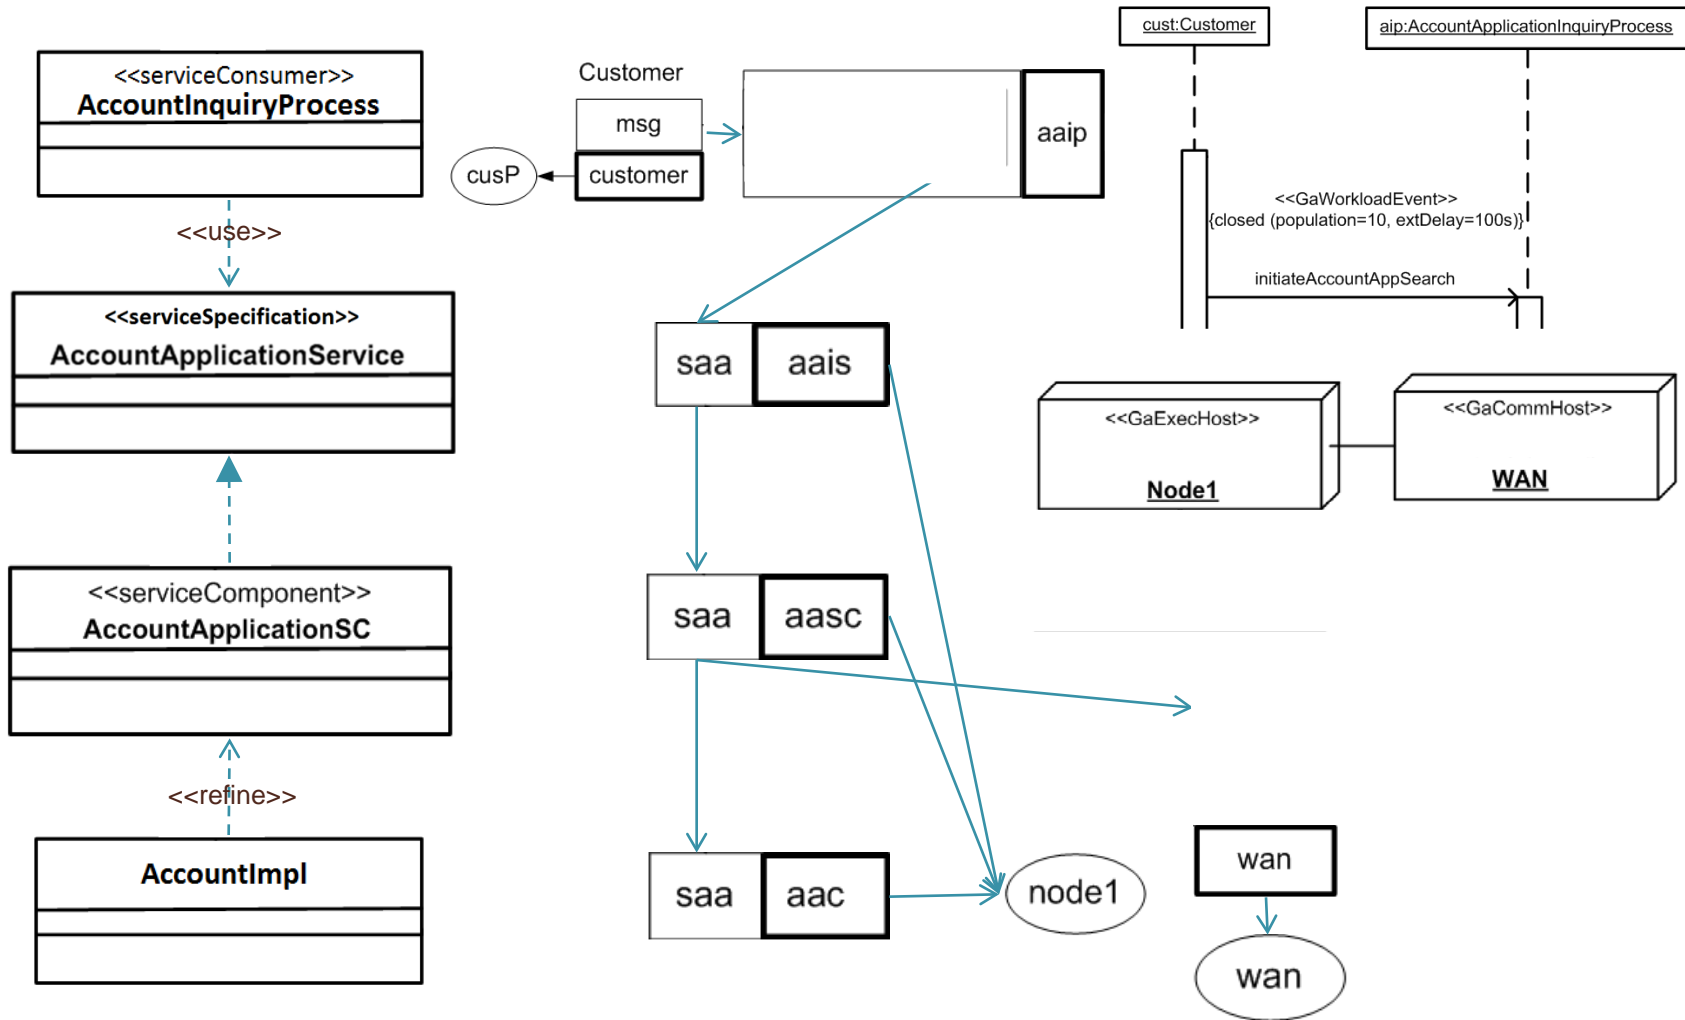 <<serviceConsumer>>
AccountInquiryProcess
<<use>>
<<serviceSpecification>>
AccountApplicationService
<<serviceComponent>>
AccountApplicationSC
<<refine>>
AccountImpl
Customer
msg
customer
cusP
aaip
saa
aais
saa
aasc
saa
aac
node1
wan
wan
cust:Customer
aip:AccountApplicationInquiryProcess
<<GaWorkloadEvent>>
{closed (population=10, extDelay=100s)}
initiateAccountAppSearch
<<GaExecHost>>
Node1
<<GaCommHost>>
WAN